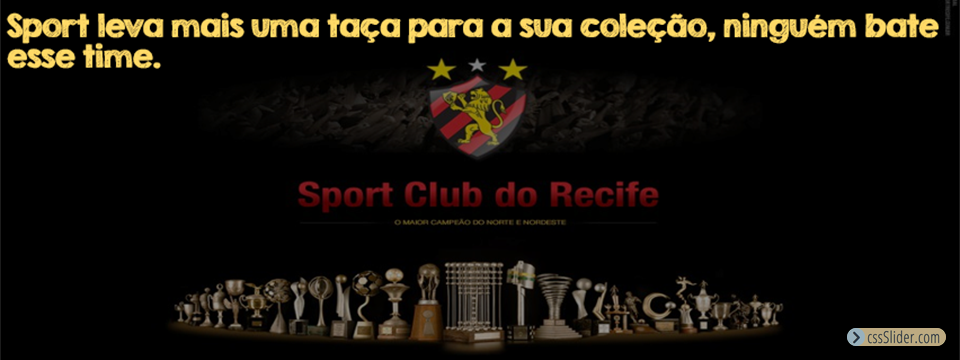 Sport leva mais uma taça para a sua coleção, ninguém bate
esse time.
Sport Club do Recife
O MAIOR CAMPEÃO DO NORTE E NORDESTE
cssSlider.com